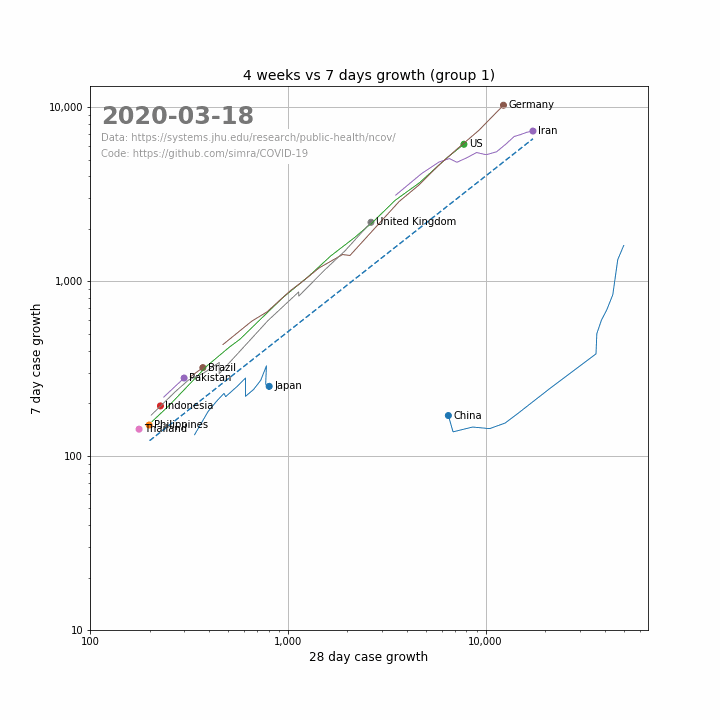 4 weeks vs 7 days growth (group 1)
2020-03-18
Data: https://systems.jhu.edu/research/public-health/ncov/
Code: https://github.com/simra/COVID-19
10,000
1,000
100
10
7 day case growth
Germany
Iran
US
United Kingdom
Brazil
Pakistan
Japan
Indonesia
China
Philippines
Thailand
100
1,000
10,000
28 day case growth